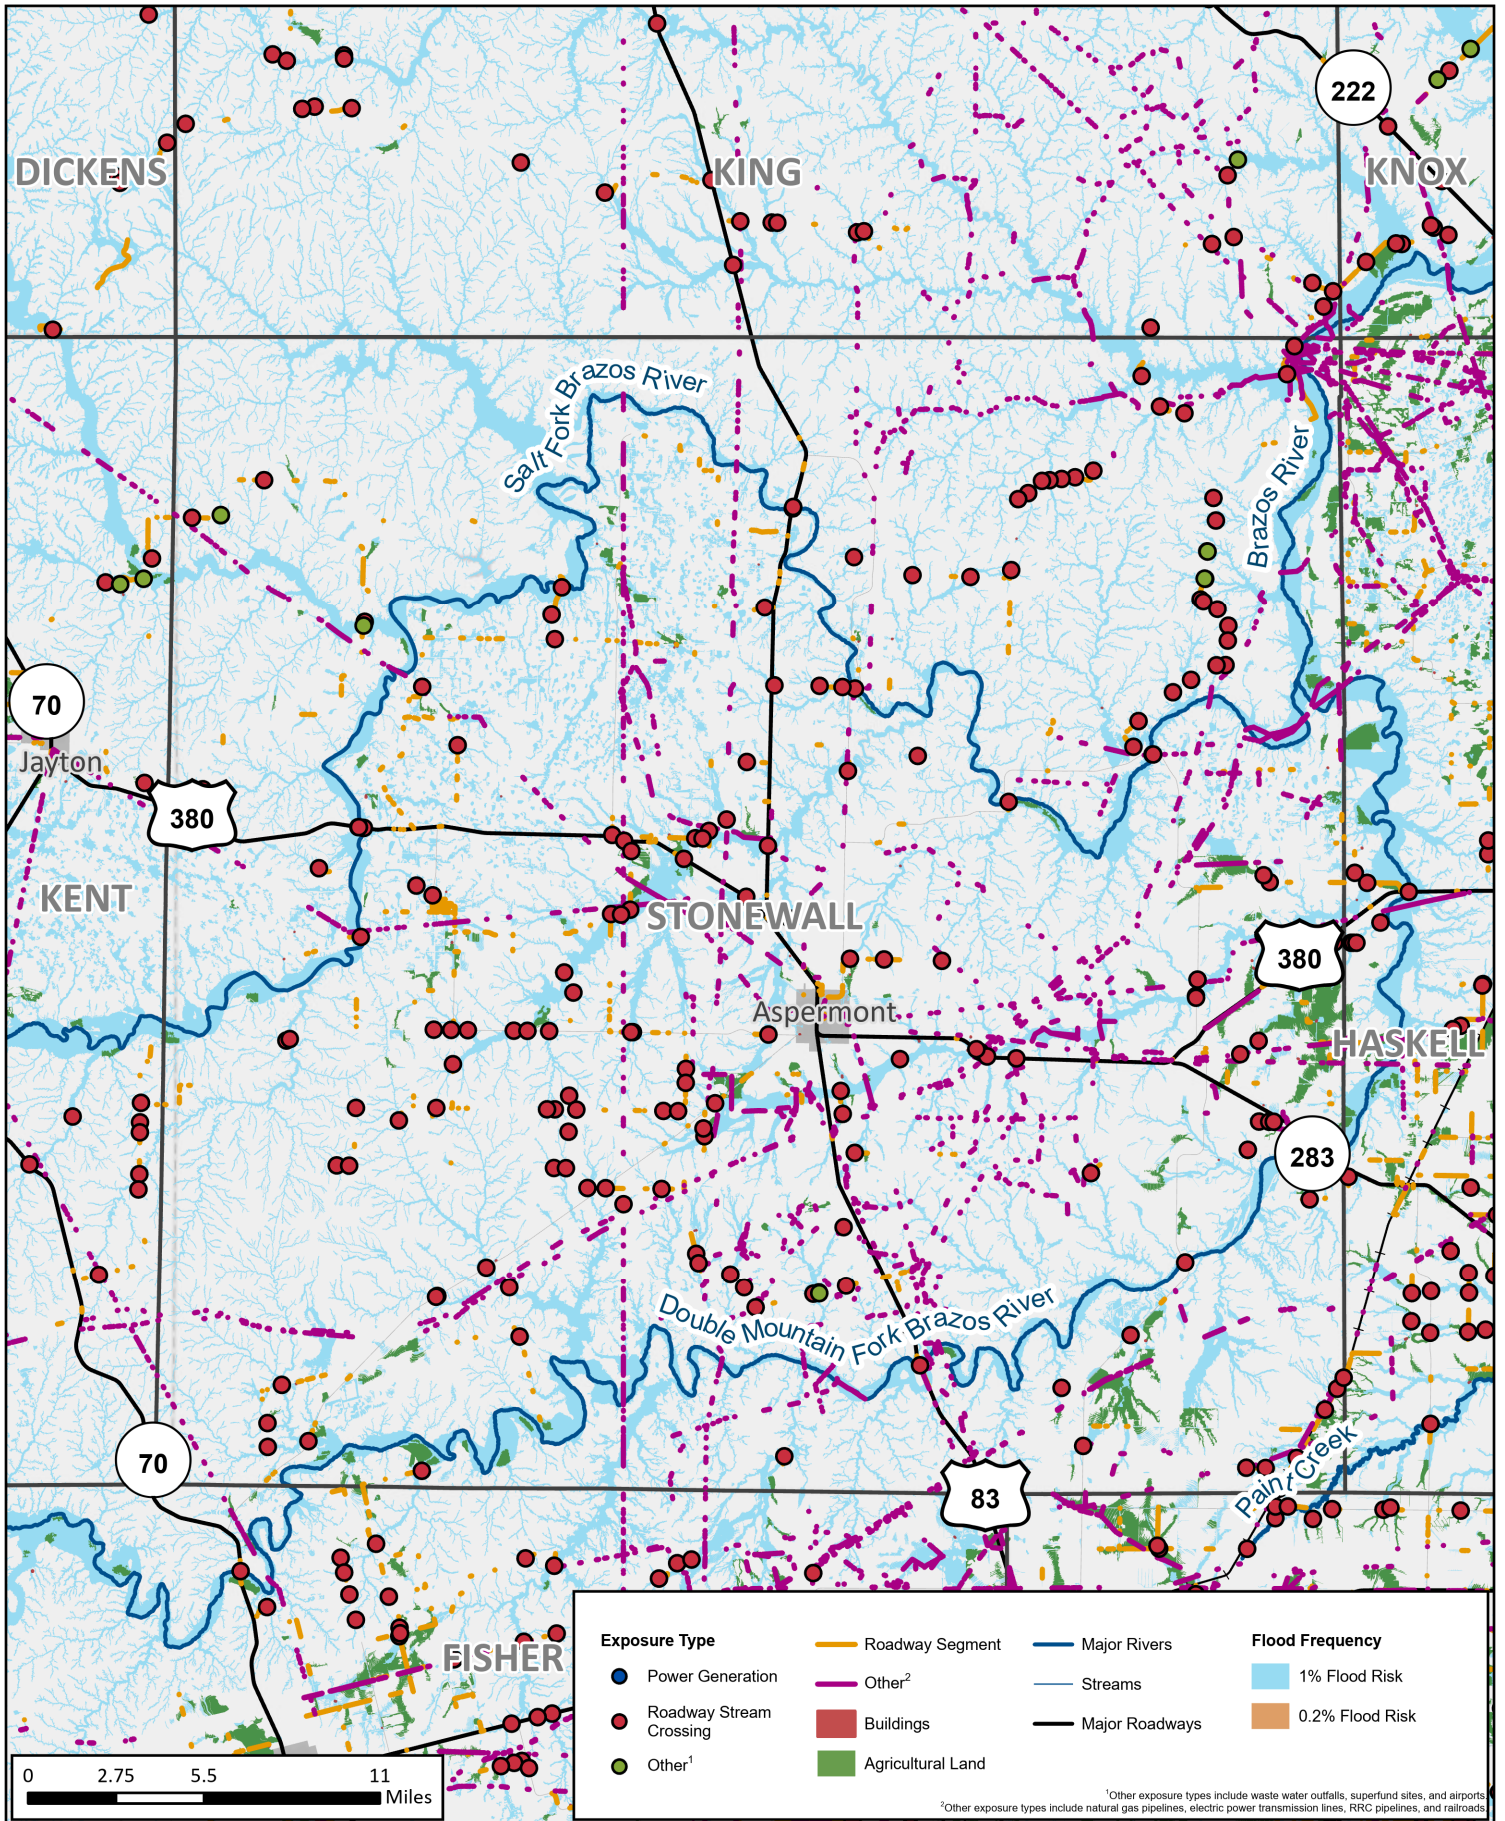 222
DICKENS
KING
KNOX
Salt Fork Brazos River
Brazos River
70
Jayton
380
KENT
STONEWALL
380
Aspermont
HASKELL
283
Double Mountain Fork Brazos River
70
83
Paint Creek
FISHER
Exposure Type
Power Generation
Roadway Stream
Crossing
Other1
Roadway Segment
Other2
Buildings
Agricultural Land
Major Rivers
Streams
Major Roadways
Flood Frequency
1% Flood Risk
0.2% Flood Risk
0 2.75 5.5 11
Miles
1Other exposure types include waste water outfalls, superfund sites, and airports.
2Other exposure types include natural gas pipelines, electric power transmission lines, RRC pipelines, and railroads.